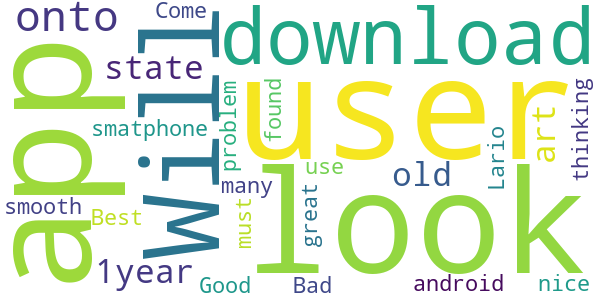 Come
onto
download
state
user
app
Will
smatphone
problem
found
art
thinking
Lario
use
old
many
look
smooth
Best
must
great
1year
Good
Bad
android
nice